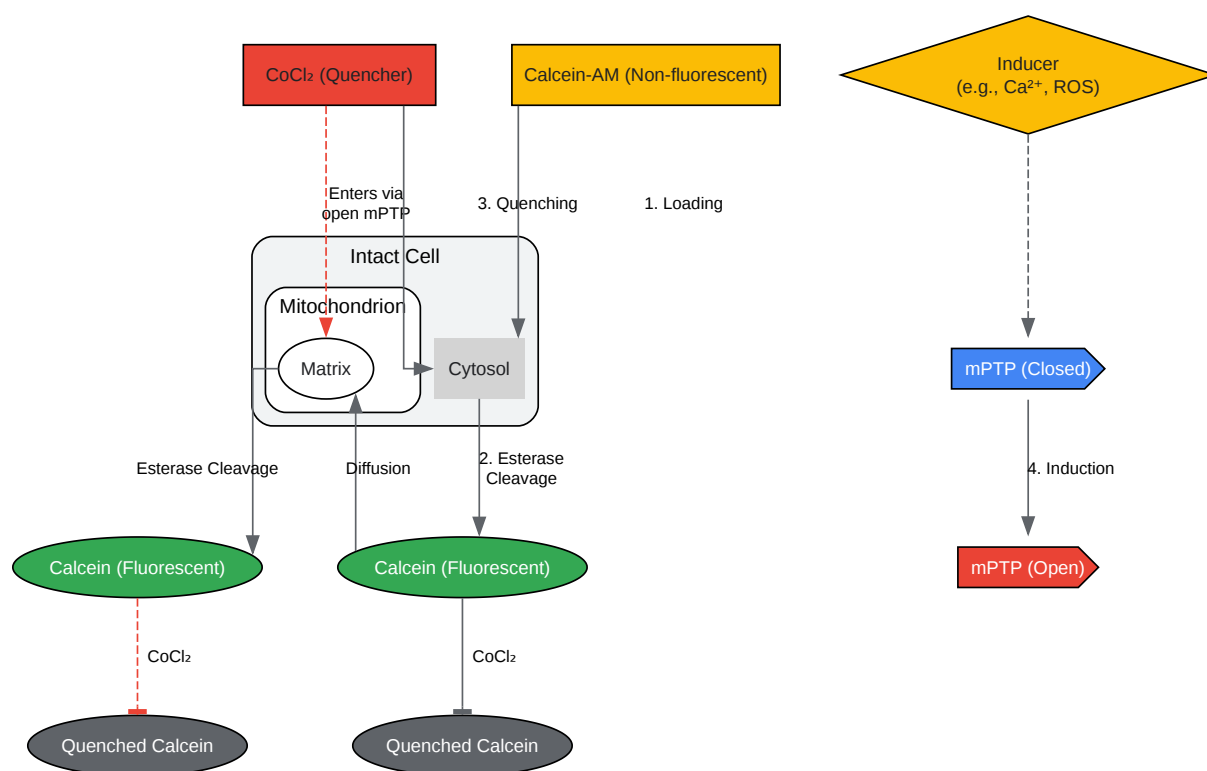 CoCl₂ (Quencher)
Calcein-AM (Non-fluorescent)
Inducer
(e.g., Ca²⁺, ROS)
Enters via
open mPTP
3. Quenching
1. Loading
Intact Cell
Mitochondrion
Matrix
Cytosol
mPTP (Closed)
Esterase Cleavage
Diffusion
2. Esterase
Cleavage
4. Induction
Calcein (Fluorescent)
Calcein (Fluorescent)
mPTP (Open)
CoCl₂
CoCl₂
Quenched Calcein
Quenched Calcein